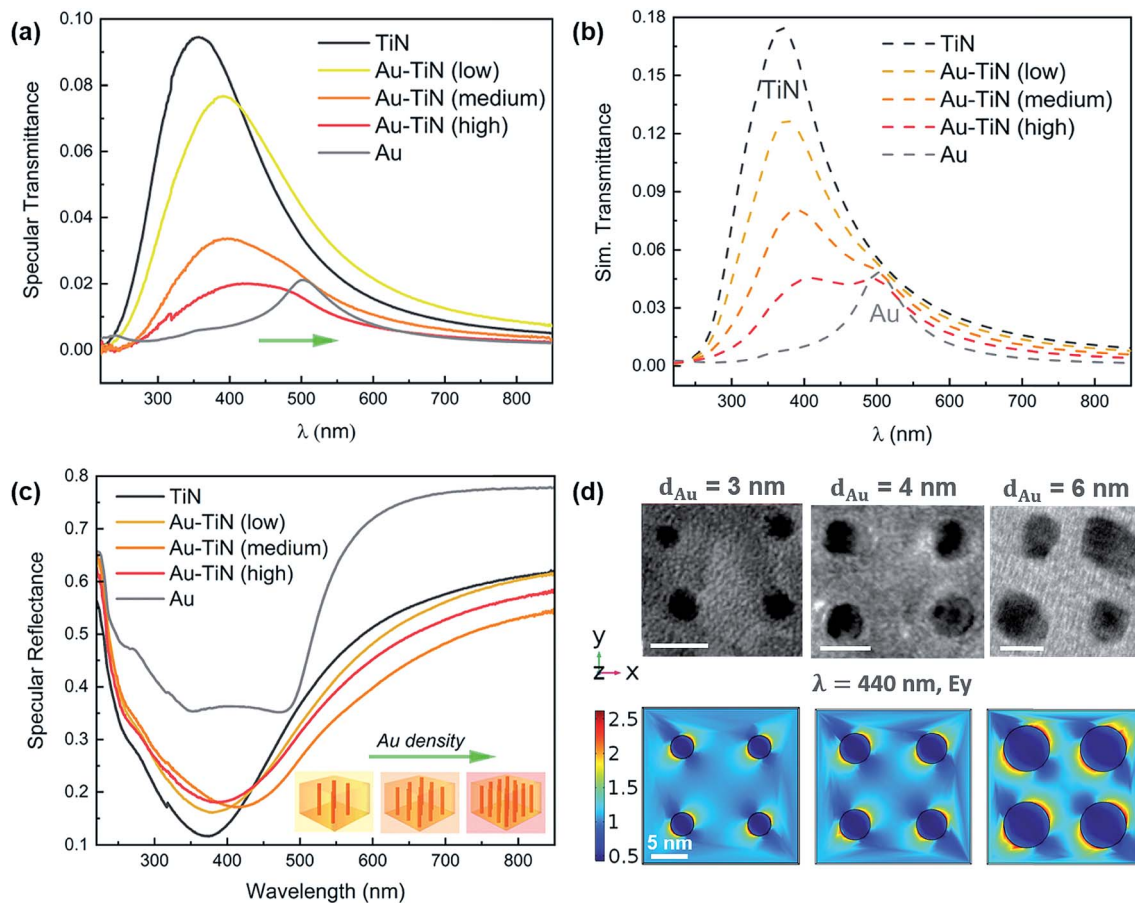 (a)
0.10
0.08
0.06
0.04
0.02
0.00
Specular Transmittance
TiN
Au-TiN (low)
Au-TiN (medium)
Au-TiN (high)
Au
300 400 500 600 700 800
λ (nm)
(b)
0.18
0.15
0.12
0.09
0.06
0.03
0.00
Sim. Transmittance
TiN
Au-TiN (low)
Au-TiN (medium)
Au-TiN (high)
Au
TiN
Au
300 400 500 600 700 800
λ (nm)
(c)
0.8
0.7
0.6
0.5
0.4
0.3
0.2
0.1
Specular Reflectance
TiN
Au-TiN (low)
Au-TiN (medium)
Au-TiN (high)
Au
Au density
300 400 500 600 700 800
Wavelength (nm)
(d)
dAu = 3 nm dAu = 4 nm dAu = 6 nm
y
z x
λ = 440 nm, Ey
2.5
2
1.5
1
0.5
5 nm